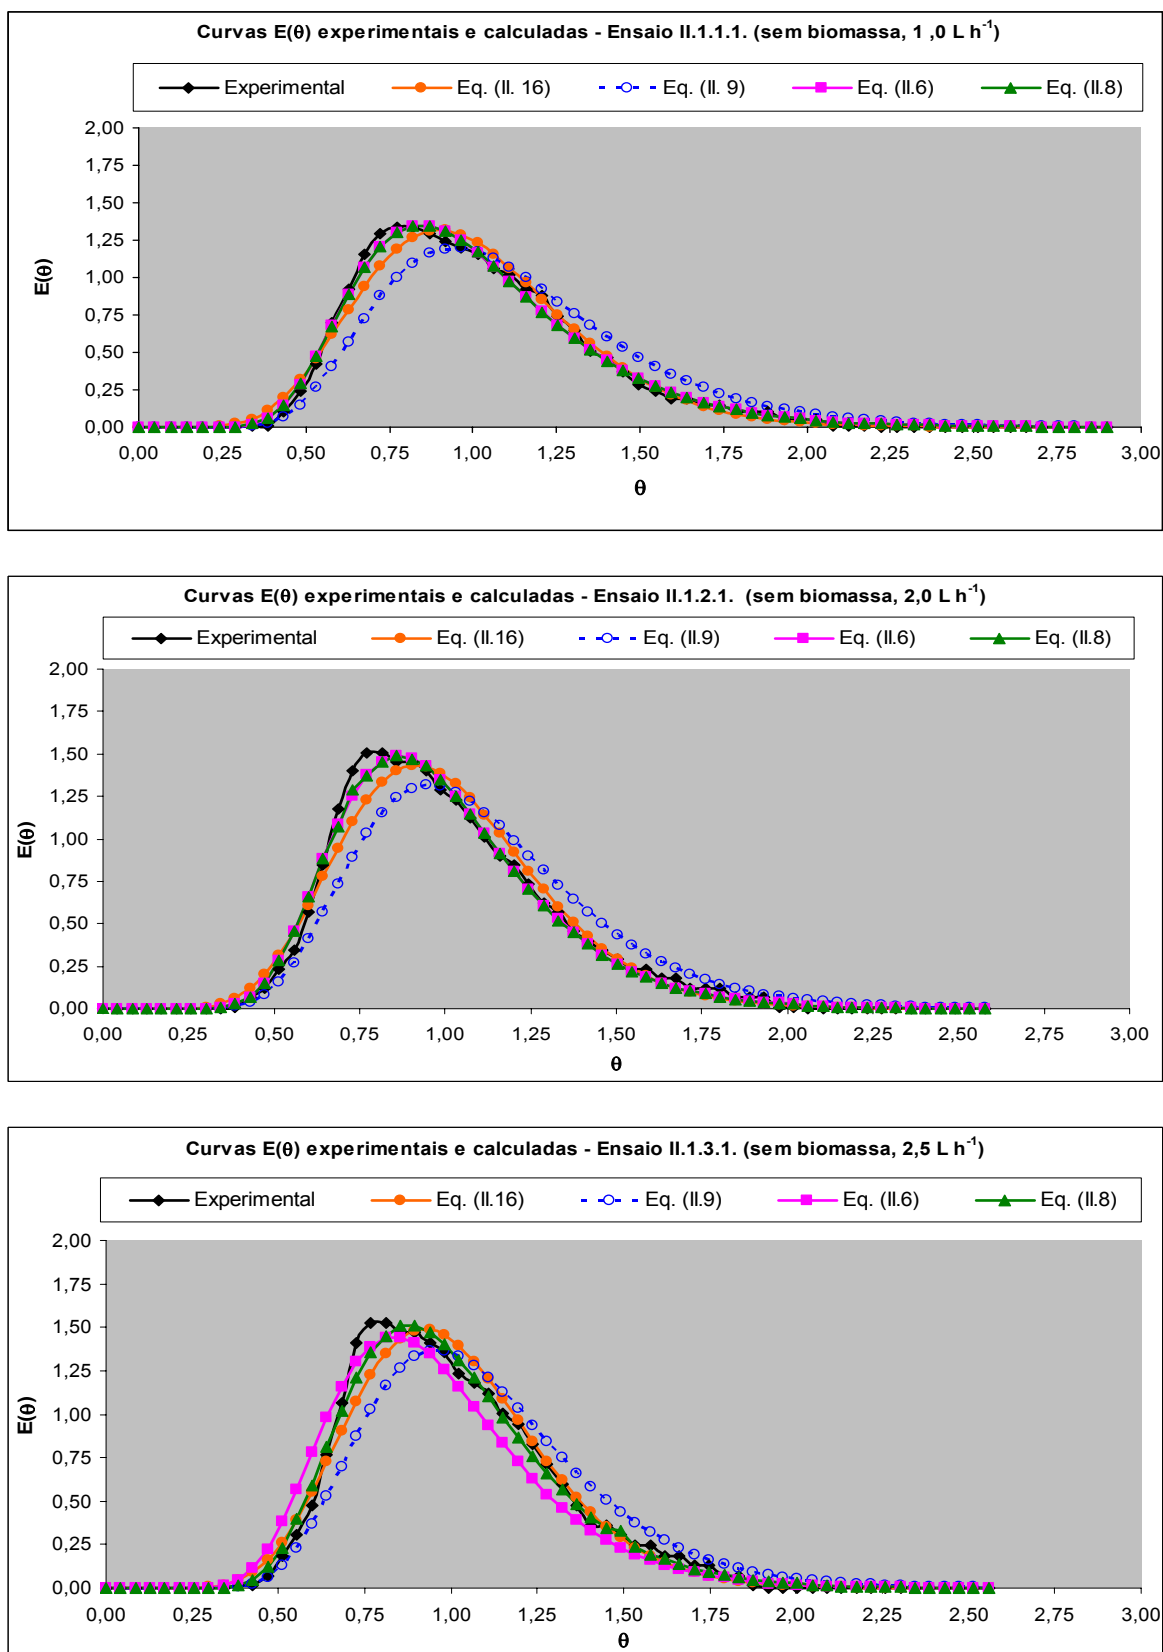 Curvas E(θ) experimentais e calculadas - Ensaio II.1.1.1. (sem biomassa, 1 ,0 L h⁻¹)
Experimental Eq. (II. 16) Eq. (II. 9) Eq. (II.6) Eq. (II.8)
2,00
1,75
1,50
1,25
1,00
0,75
0,50
0,25
0,00
E(θ)
0,00 0,25 0,50 0,75 1,00 1,25 1,50 1,75 2,00 2,25 2,50 2,75 3,00
θ
Curvas E(θ) experimentais e calculadas - Ensaio II.1.2.1. (sem biomassa, 2,0 L h⁻¹)
Experimental Eq. (II.16) Eq. (II.9) Eq. (II.6) Eq. (II.8)
2,00
1,75
1,50
1,25
1,00
0,75
0,50
0,25
0,00
E(θ)
0,00 0,25 0,50 0,75 1,00 1,25 1,50 1,75 2,00 2,25 2,50 2,75 3,00
θ
Curvas E(θ) experimentais e calculadas - Ensaio II.1.3.1. (sem biomassa, 2,5 L h⁻¹)
Experimental Eq. (II.16) Eq. (II.9) Eq. (II.6) Eq. (II.8)
2,00
1,75
1,50
1,25
1,00
0,75
0,50
0,25
0,00
E(θ)
0,00 0,25 0,50 0,75 1,00 1,25 1,50 1,75 2,00 2,25 2,50 2,75 3,00
θ